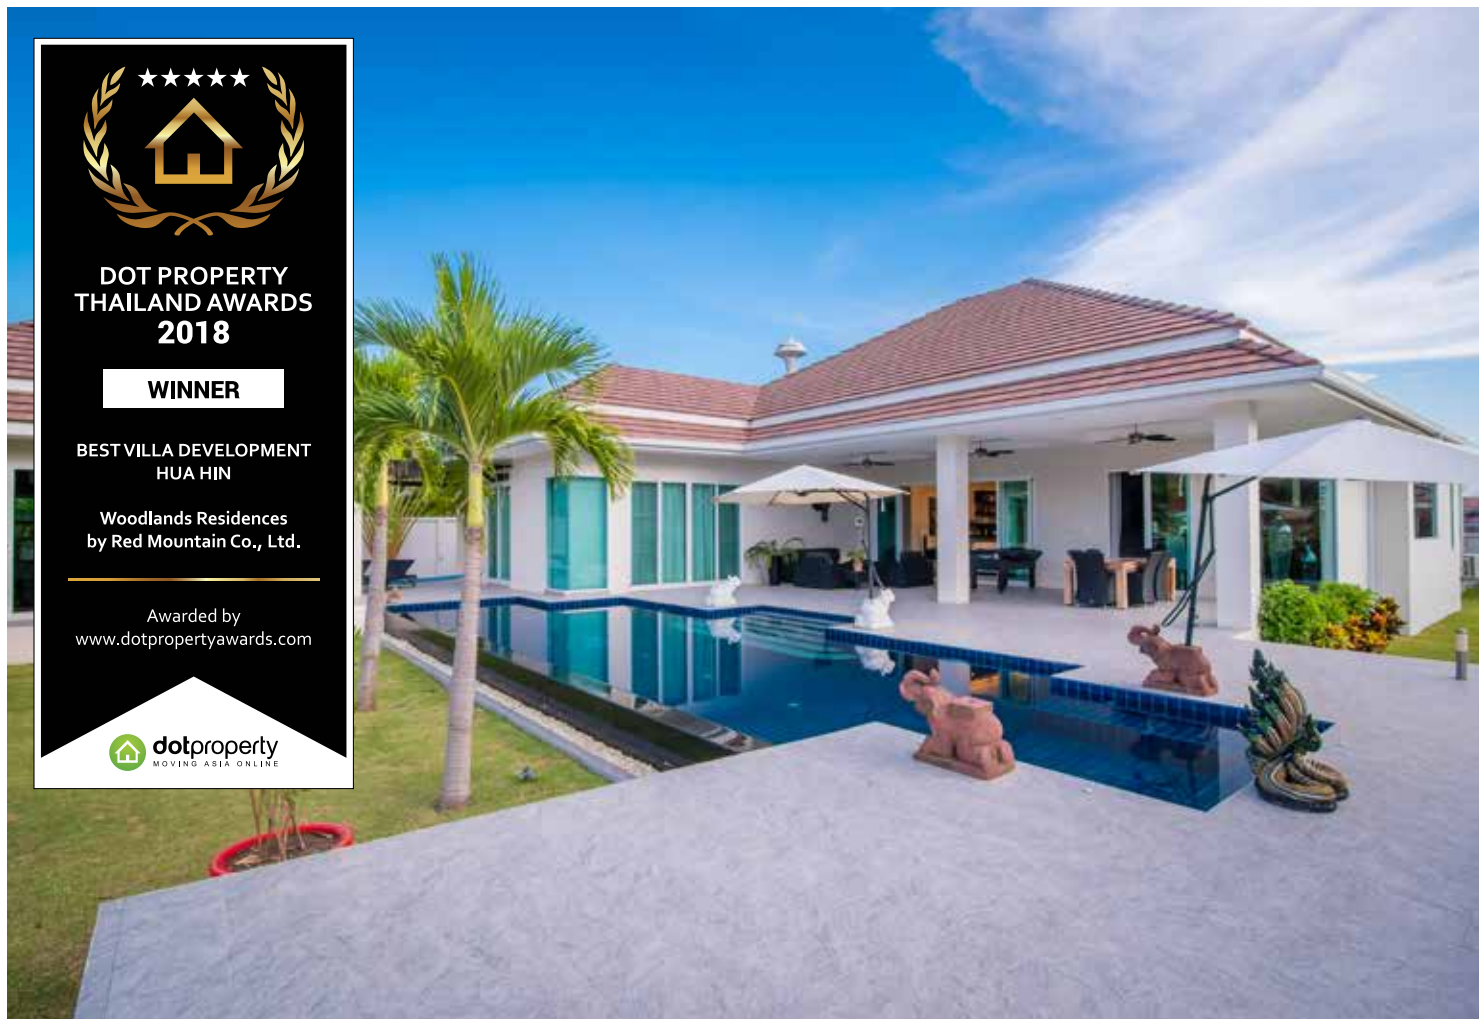 DOT PROPERTY
THAILAND AWARDS
2018
WINNER
BEST VILLA DEVELOPMENT
HUA HIN
Woodlands Residences
by Red Mountain Co., Ltd.
Awarded by
www.dotpropertyawards.com
dotproperty
MOVING ASIA ONLINE